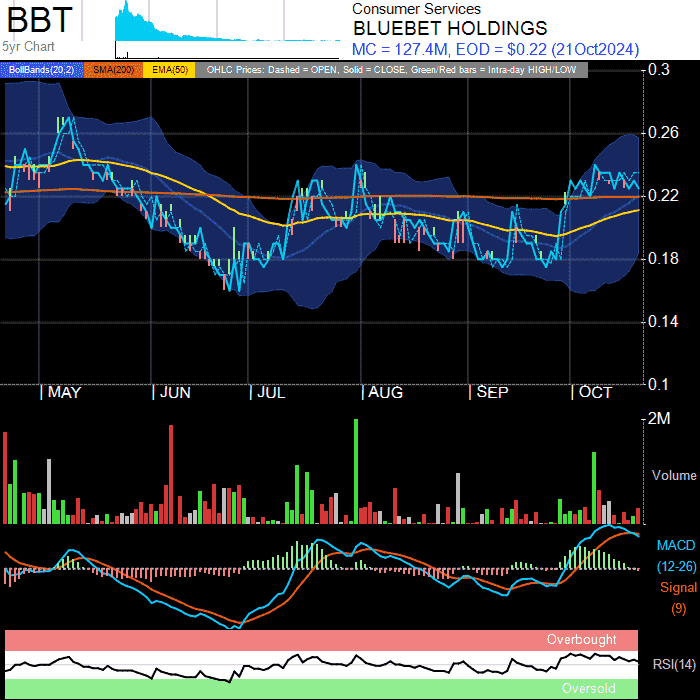 BBT
5yr Chart
Consumer Services
BLUEBET HOLDINGS
MC = 127.4M, EOD = $0.22 (21Oct2024)
BollBands(20,2) SMA(200) EMA(50) OHLC Prices: Dashed = OPEN, Solid = CLOSE, Green/Red bars = Intra-day HIGH/LOW
0.3
0.26
0.22
0.18
0.14
0.1
MAY JUN JUL AUG SEP OCT
2M
Volume
MACD
(12-26)
Signal
(9)
Overbought
RSI(14)
Oversold